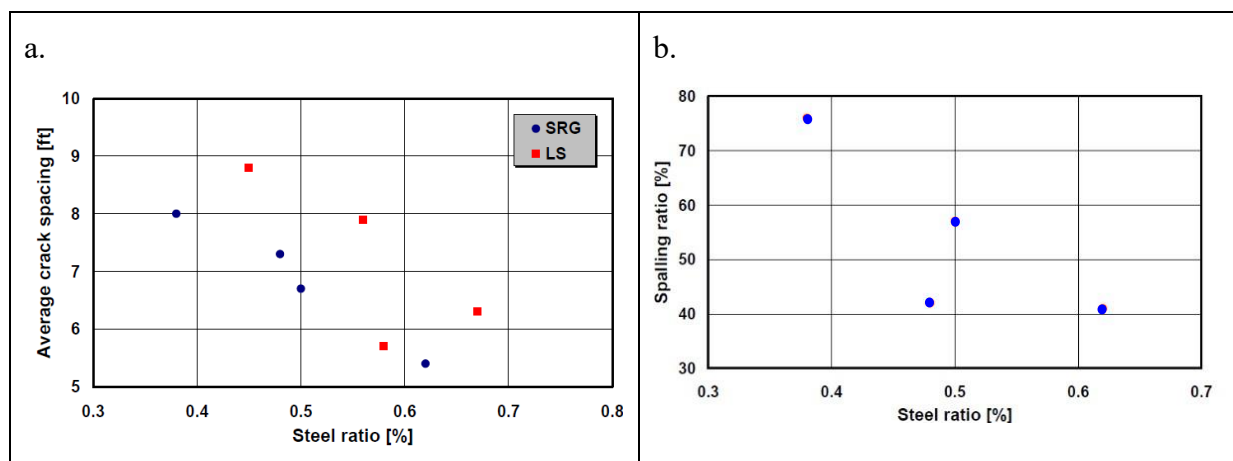 a.
10
9
8
7
6
5
Average crack spacing [ft]
SRG
LS
0.3 0.4 0.5 0.6 0.7 0.8
Steel ratio [%]
b.
80
70
60
50
40
30
Spalling ratio [%]
0.3 0.4 0.5 0.6 0.7
Steel ratio [%]